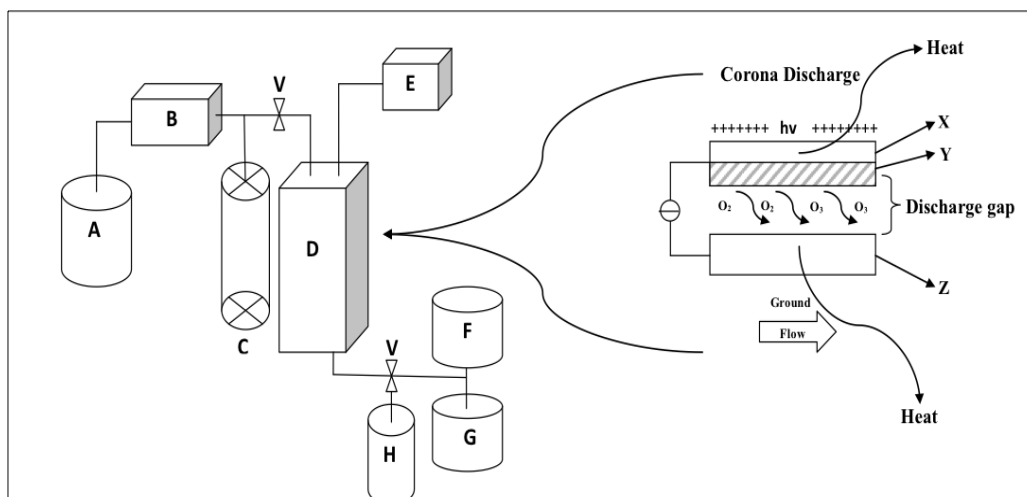 A
B
V
C
D
E
V
F
G
H
Corona Discharge
Heat
+++++++ hv ++++++++
X
Y
O₂ O₂ O₃ O₃
Discharge gap
Z
Ground
Flow
Heat